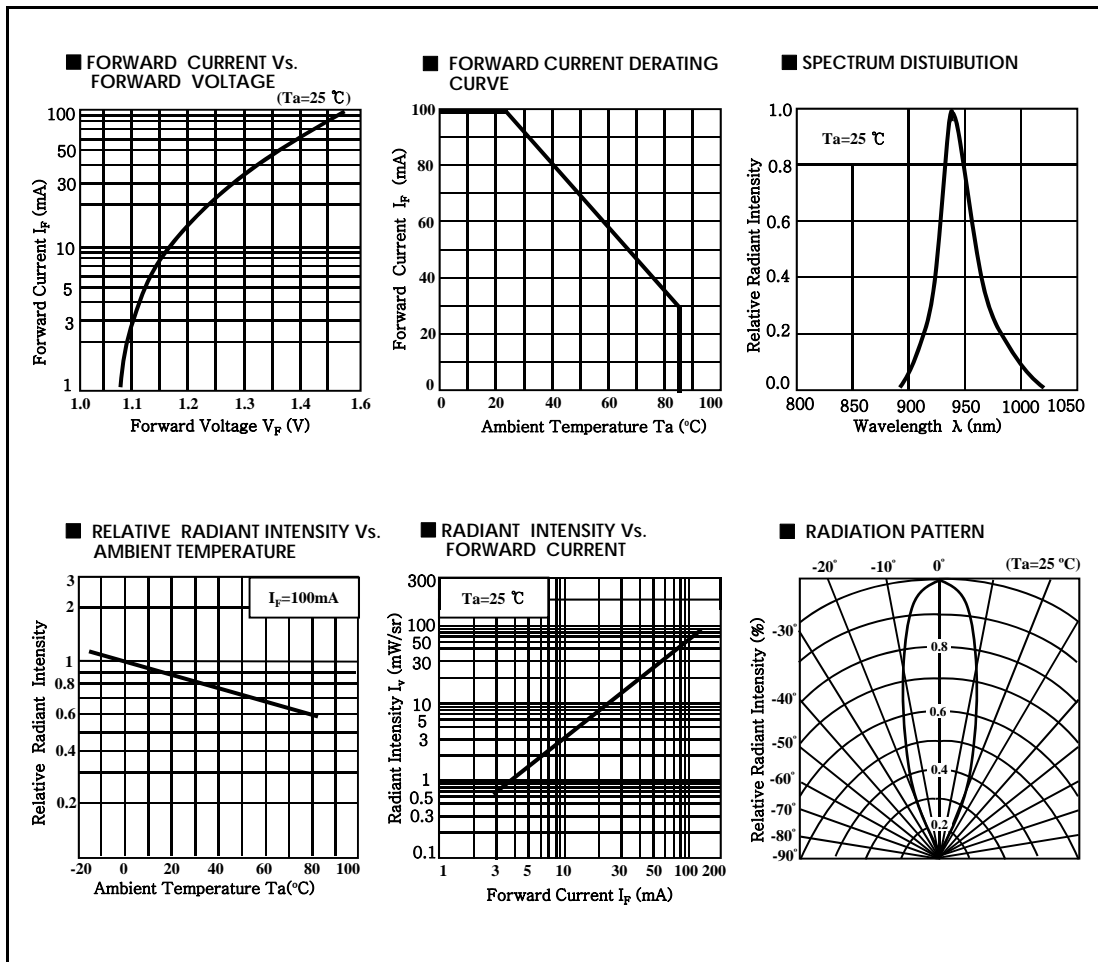 ■ FORWARD CURRENT Vs.
FORWARD VOLTAGE
(Ta=25 ℃)
100
50
30
10
5
3
1
Forward Current I_F (mA)
1.0 1.1 1.2 1.3 1.4 1.5 1.6
Forward Voltage V_F (V)
■ FORWARD CURRENT DERATING
CURVE
100
80
60
40
20
0
Forward Current I_F (mA)
0 20 40 60 80 100
Ambient Temperature Ta (°C)
■ SPECTRUM DISTUIBUTION
Ta=25 ℃
1.0
0.8
0.6
0.4
0.2
0.0
Relative Radiant Intensity
800 850 900 950 1000 1050
Wavelength λ (nm)
■ RELATIVE RADIANT INTENSITY Vs.
AMBIENT TEMPERATURE
I_F=100mA
3
2
1
0.8
0.6
0.4
0.2
Relative Radiant Intensity
-20 0 20 40 60 80 100
Ambient Temperature Ta(°C)
■ RADIANT INTENSITY Vs.
FORWARD CURRENT
Ta=25 ℃
300
100
50
30
10
5
3
1
0.5
0.3
0.1
Radiant Intensity I_v (mW/sr)
1 3 5 10 30 50 100 200
Forward Current I_F (mA)
■ RADIATION PATTERN
-20° -10° 0° (Ta=25 °C)
-30°
-40°
-50°
-60°
-70°
-80°
-90°
0.8
0.6
0.4
0.2
Relative Radiant Intensity (%)